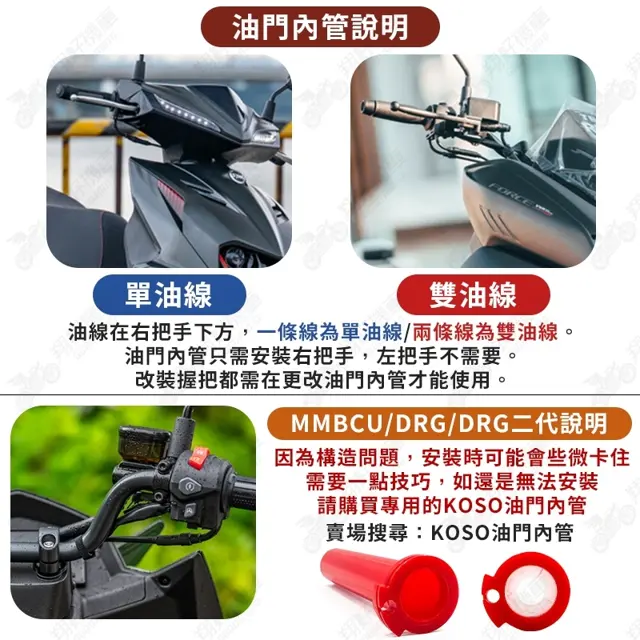 油門內管說明
FORCE
單油線
雙油線
油線在右把手下方，一條線為單油線/兩條線為雙油線。
油門內管只需安裝右把手，左把手不需要。
改裝握把都需在更改油門內管才能使用。
MMBCU/DRG/DRG二代說明
因為構造問題，安裝時可能會些微卡住
需要一點技巧，如還是無法安裝
請購買專用的KOSO油門內管
賣場搜尋：KOSO油門內管